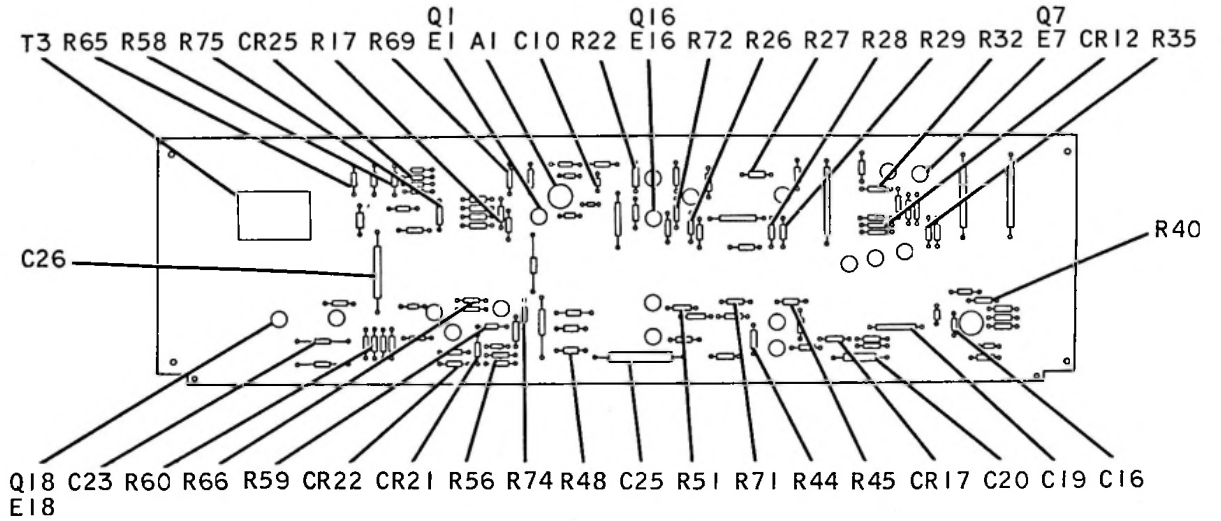 Q1 Q16 Q7
T3 R65 R58 R75 CR25 R17 R69 E1 A1 C10 R22 E16 R72 R26 R27 R28 R29 R32 E7 CR12 R35
R40
C26
Q18 C23 R60 R66 R59 CR22 CR21 R56 R74 R48 C25 R51 R71 R44 R45 CR17 C20 C19 C16
E18